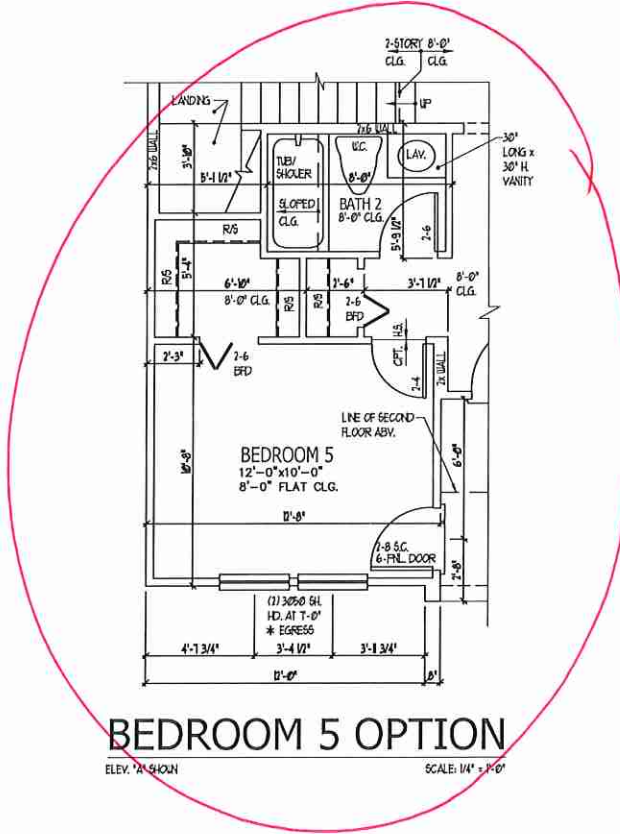 2-STORY 8'-0"
CLG. CLG.
LANDING
UP
2x6 WALL
2x6 WALL
30"
LONG x
30" H.
VANITY
3'-10"
TUB/
SHOWER
W.C.
LAV.
5'-1 1/2"
8'-0"
SLOPED
CLG.
BATH 2
8'-0" CLG.
5'-9 1/2"
2-6
R/S
R/S
5'-4"
6'-10"
8'-0" CLG.
R/S
R/S
2'-6"
2-6
BFD
3'-7 1/2"
8'-0"
CLG.
H.S.
CPT.
2'-3"
2-6
BFD
2-4
2x WALL
LINE OF SECOND
FLOOR ABV.
6'-0"
BEDROOM 5
12'-0"x10'-0"
8'-0" FLAT CLG.
10'-8"
12'-8"
2-8 S.C.
6-PNL. DOOR
2'-8"
(2) 3050 SH.
HD. AT 7'-0"
* EGRESS
4'-7 3/4"
3'-4 1/2"
3'-11 3/4"
12'-0"
8"
BEDROOM 5 OPTION
ELEV. "A" SHOWN
SCALE: 1/4" = 1'-0"